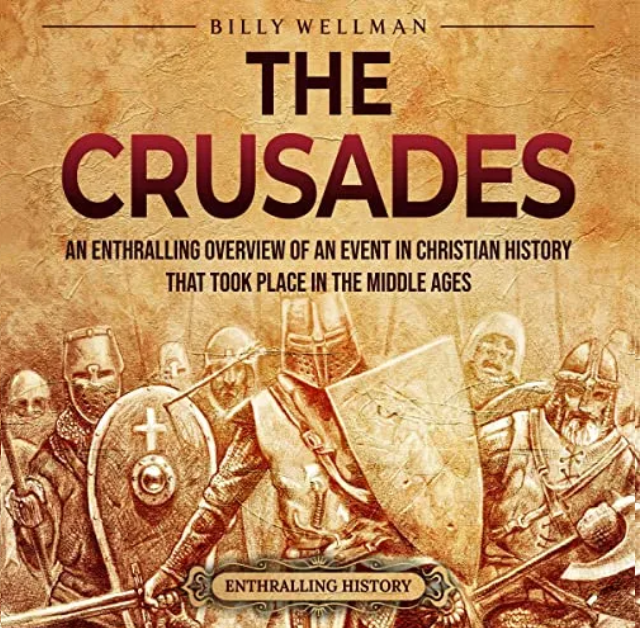 BILLY WELLMAN
THE
CRUSADES
AN ENTHRALLING OVERVIEW OF AN EVENT IN CHRISTIAN HISTORY
THAT TOOK PLACE IN THE MIDDLE AGES
ENTHRALLING HISTORY